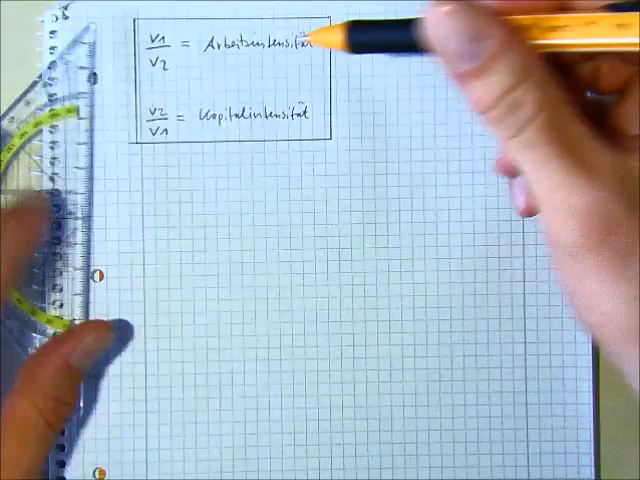 v1/v2 = Arbeitsintensität
v2/v1 = Kapitalintensität